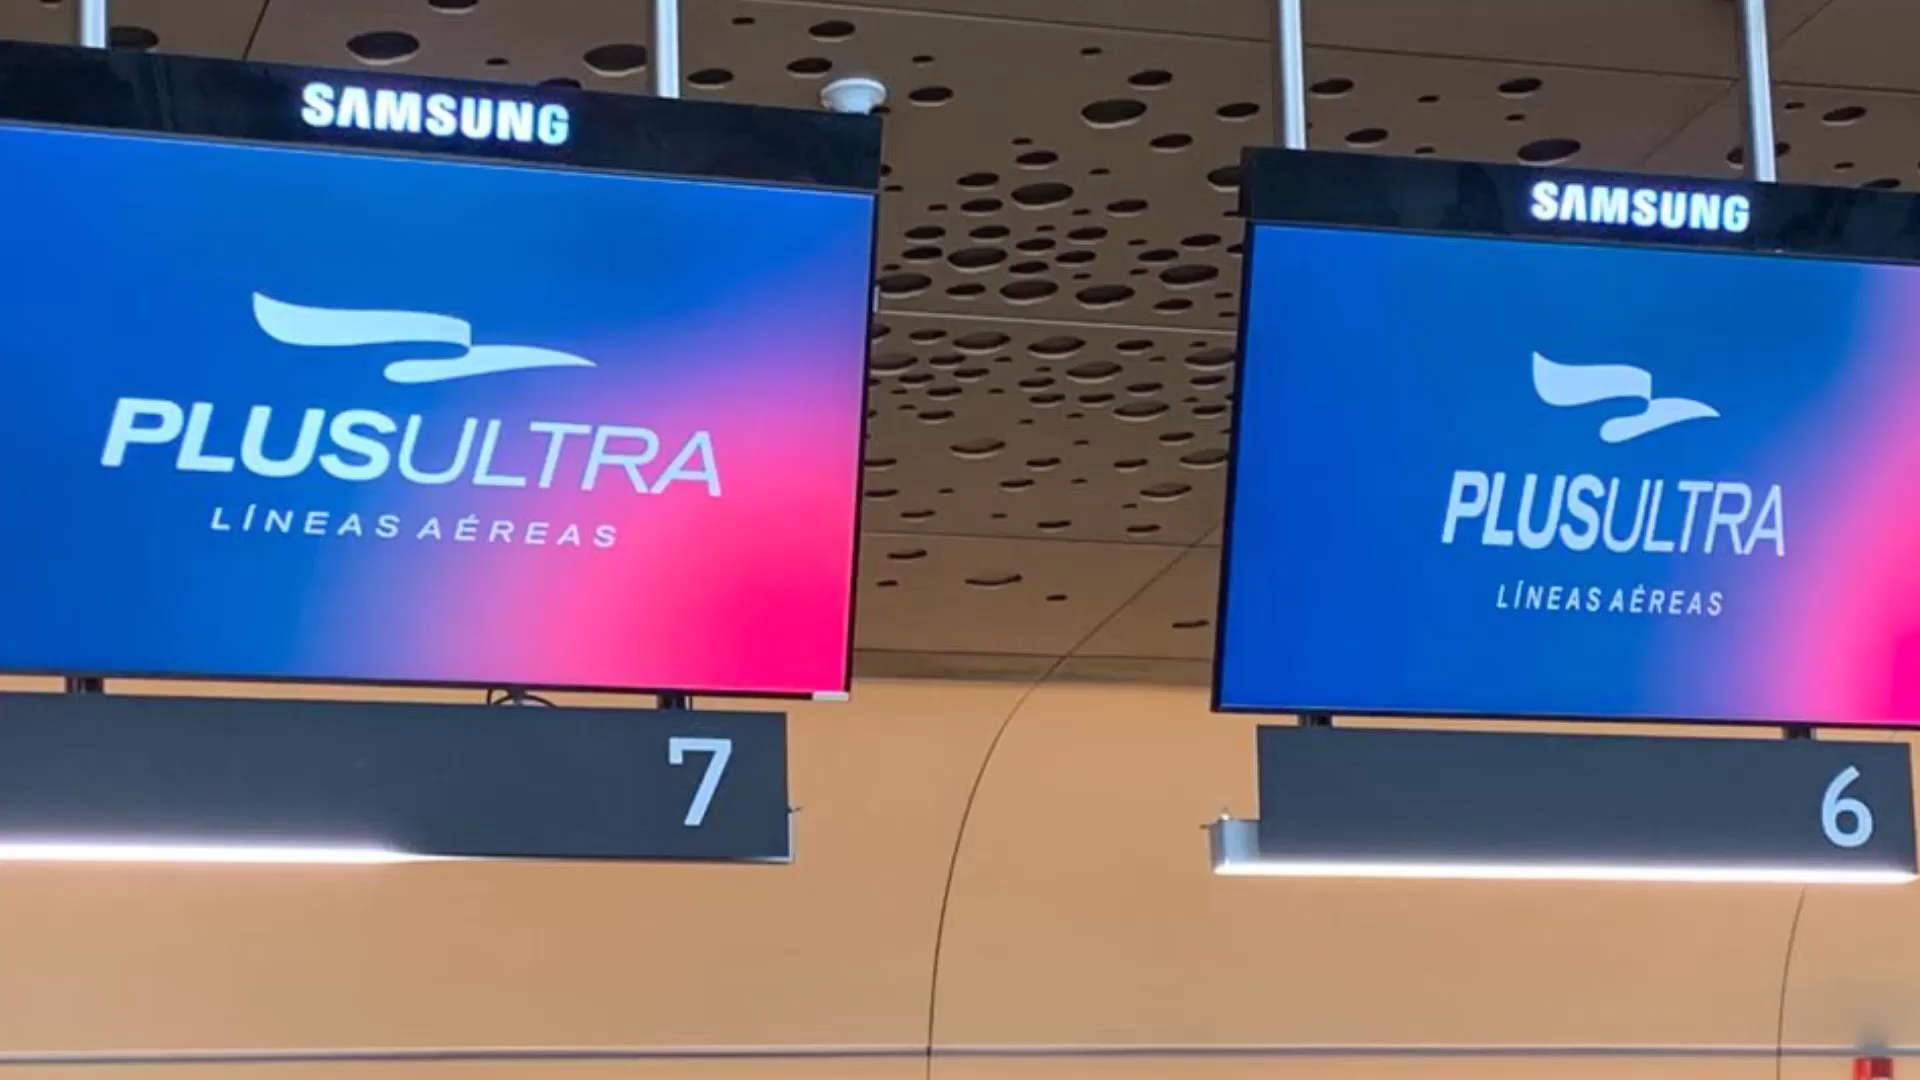 SAMSUNG
PLUSULTRA
LÍNEAS AÉREAS
7
SAMSUNG
PLUSULTRA
LÍNEAS AÉREAS
6